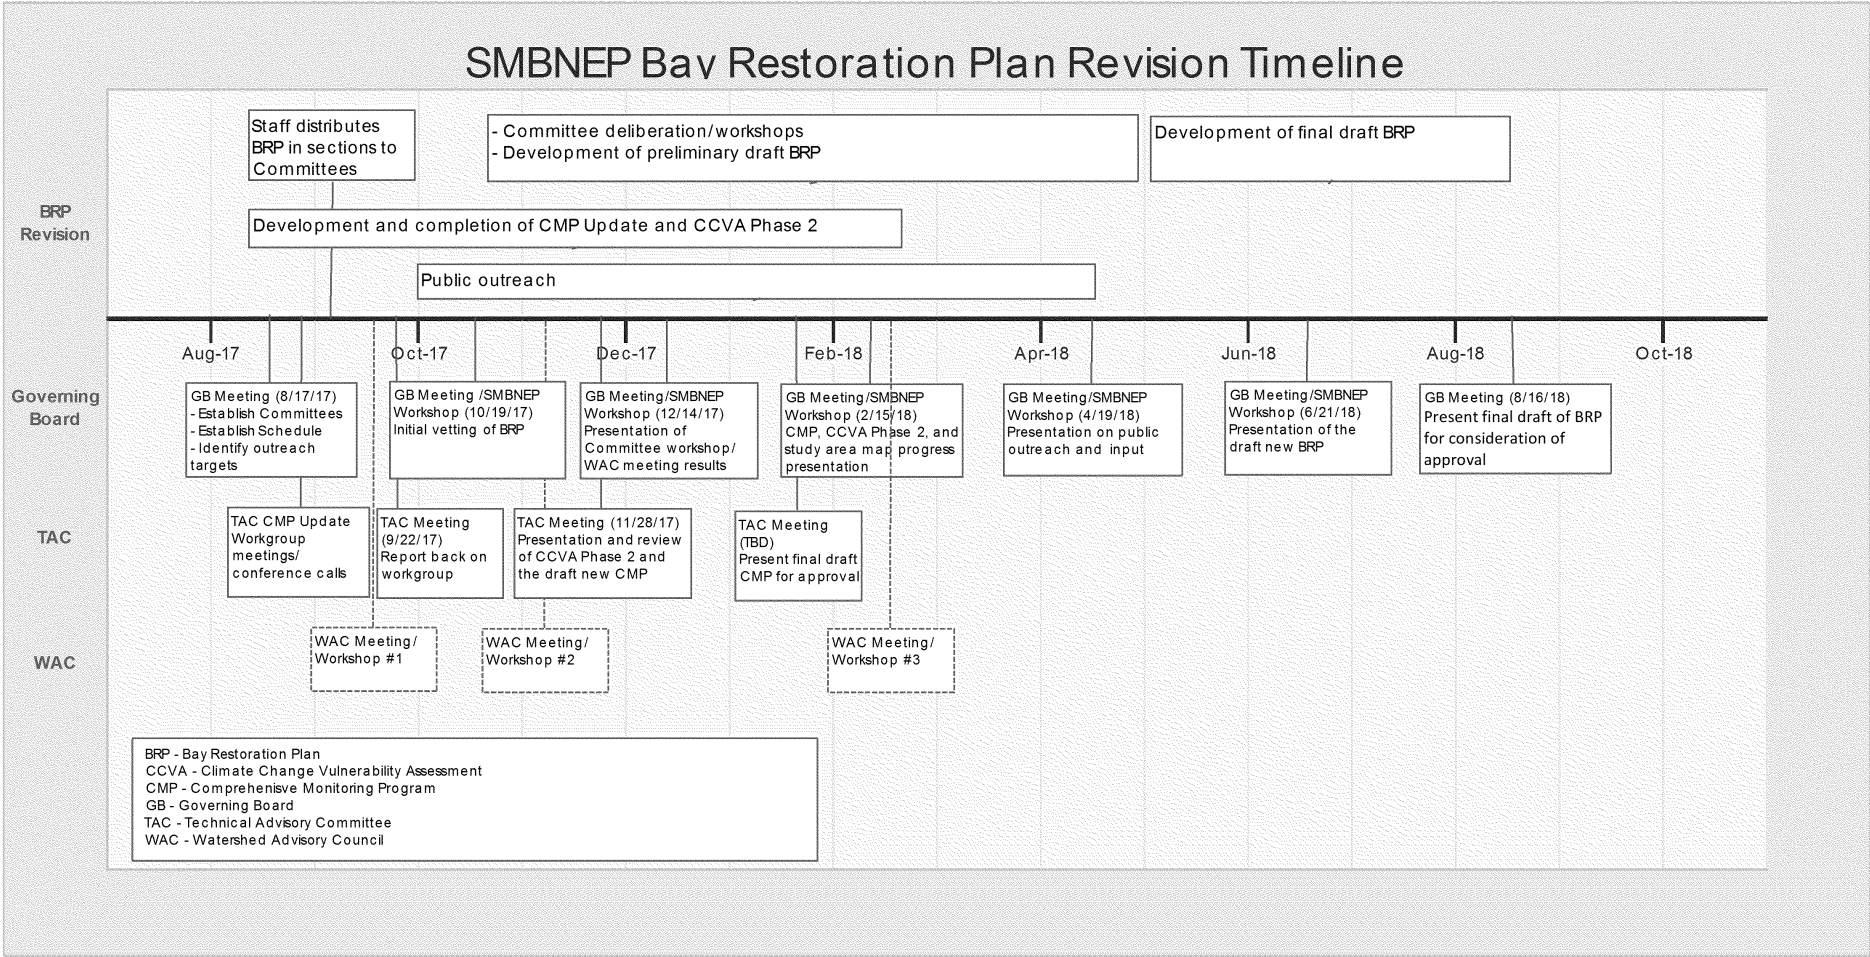 SMBNEP Bay Restoration Plan Revision Timeline
Staff distributes
BRP in sections to
Committees
- Committee deliberation/workshops
- Development of preliminary draft BRP
Development of final draft BRP
BRP
Revision
Development and completion of CMP Update and CCVA Phase 2
Public outreach
Aug-17
Oct-17
Dec-17
Feb-18
Apr-18
Jun-18
Aug-18
Oct-18
Governing
Board
GB Meeting (8/17/17)
- Establish Committees
- Establish Schedule
- Identify outreach
targets
GB Meeting /SMBNEP
Workshop (10/19/17)
Initial vetting of BRP
GB Meeting/SMBNEP
Workshop (12/14/17)
Presentation of
Committee workshop/
WAC meeting results
GB Meeting/SMBNEP
Workshop (2/15/18)
CMP, CCVA Phase 2, and
study area map progress
presentation
GB Meeting/SMBNEP
Workshop (4/19/18)
Presentation on public
outreach and input
GB Meeting/SMBNEP
Workshop (6/21/18)
Presentation of the
draft new BRP
GB Meeting (8/16/18)
Present final draft of BRP
for consideration of
approval
TAC
TAC CMP Update
Workgroup
meetings/
conference calls
TAC Meeting
(9/22/17)
Report back on
workgroup
TAC Meeting (11/28/17)
Presentation and review
of CCVA Phase 2 and
the draft new CMP
TAC Meeting
(TBD)
Present final draft
CMP for approval
WAC
WAC Meeting/
Workshop #1
WAC Meeting/
Workshop #2
WAC Meeting/
Workshop #3
BRP - Bay Restoration Plan
CCVA - Climate Change Vulnerability Assessment
CMP - Comprehenisve Monitoring Program
GB - Governing Board
TAC - Technical Advisory Committee
WAC - Watershed Advisory Council